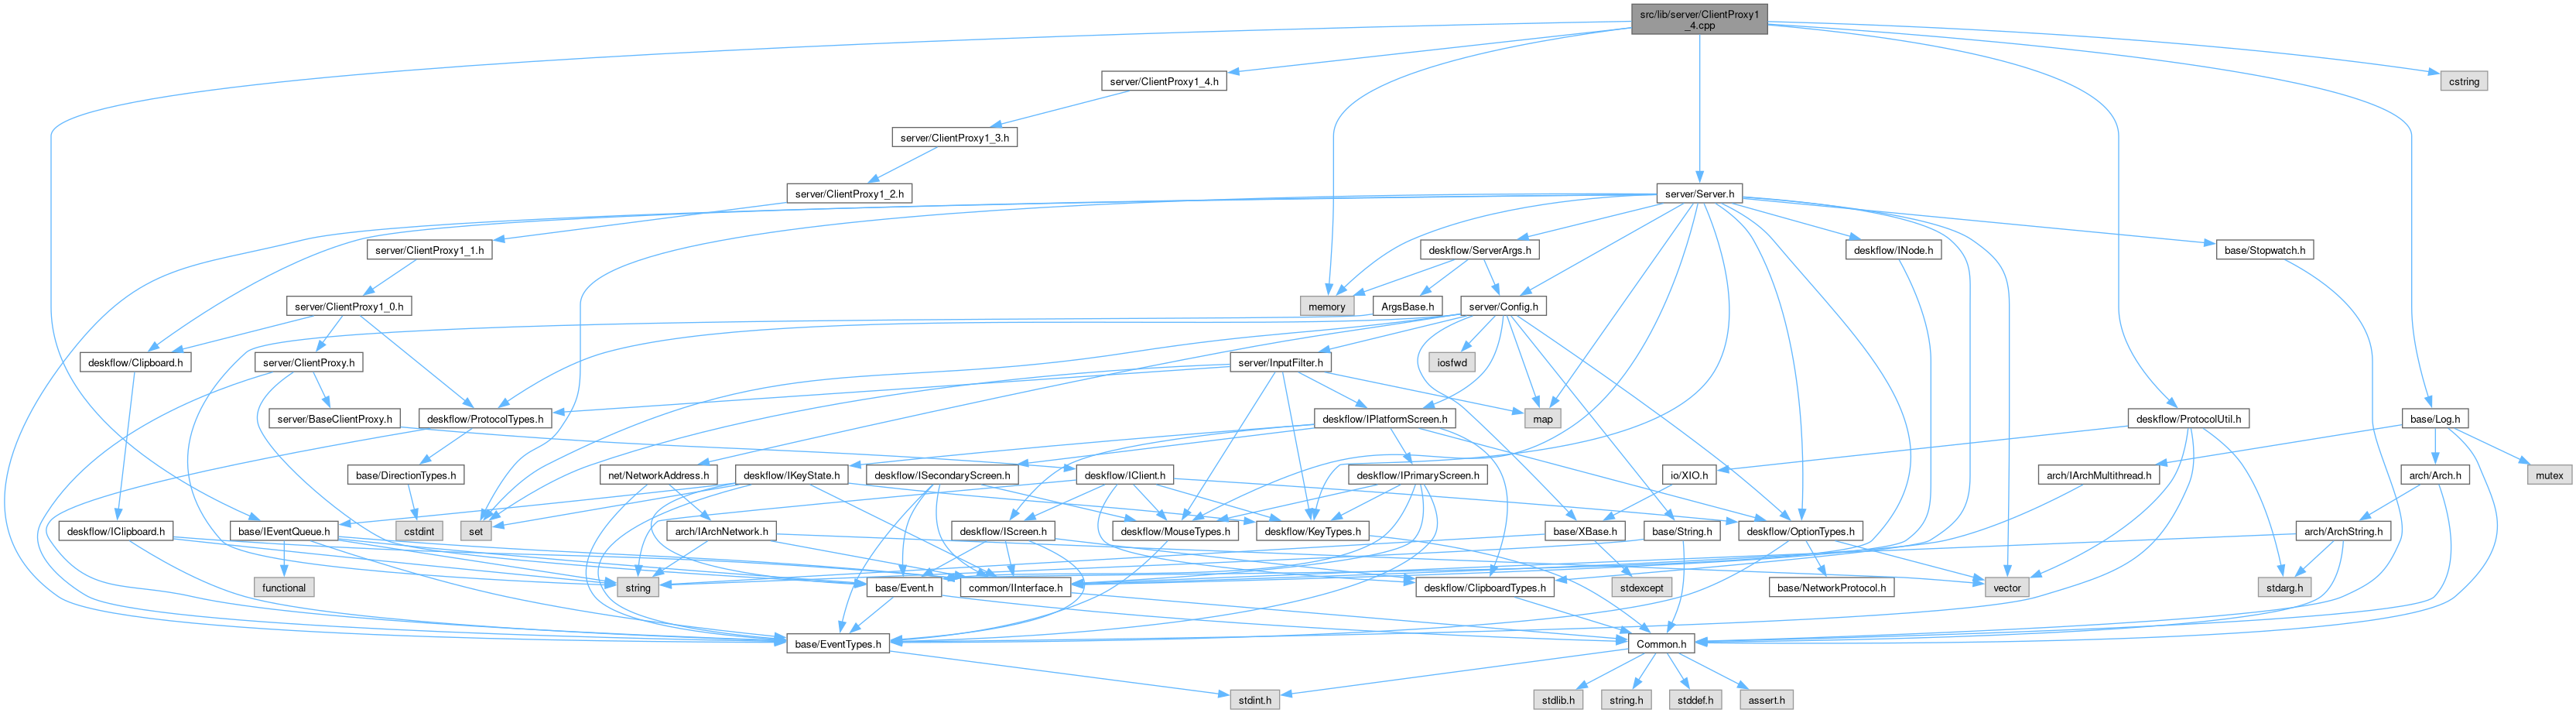 src/lib/server/ClientProxy1
_4.cpp
server/ClientProxy1_4.h
cstring
server/ClientProxy1_3.h
server/ClientProxy1_2.h
server/Server.h
server/ClientProxy1_1.h
deskflow/ServerArgs.h
deskflow/INode.h
base/Stopwatch.h
server/ClientProxy1_0.h
memory
ArgsBase.h
server/Config.h
deskflow/Clipboard.h
server/ClientProxy.h
server/InputFilter.h
iosfwd
server/BaseClientProxy.h
deskflow/ProtocolTypes.h
deskflow/IPlatformScreen.h
map
deskflow/ProtocolUtil.h
base/Log.h
base/DirectionTypes.h
net/NetworkAddress.h
deskflow/IKeyState.h
deskflow/ISecondaryScreen.h
deskflow/IClient.h
deskflow/IPrimaryScreen.h
io/XIO.h
arch/IArchMultithread.h
arch/Arch.h
mutex
deskflow/IClipboard.h
base/IEventQueue.h
cstdint
set
arch/IArchNetwork.h
deskflow/IScreen.h
deskflow/MouseTypes.h
deskflow/KeyTypes.h
base/XBase.h
base/String.h
deskflow/OptionTypes.h
arch/ArchString.h
functional
string
base/Event.h
common/IInterface.h
deskflow/ClipboardTypes.h
stdexcept
base/NetworkProtocol.h
vector
stdarg.h
base/EventTypes.h
Common.h
stdint.h
stdlib.h
string.h
stddef.h
assert.h